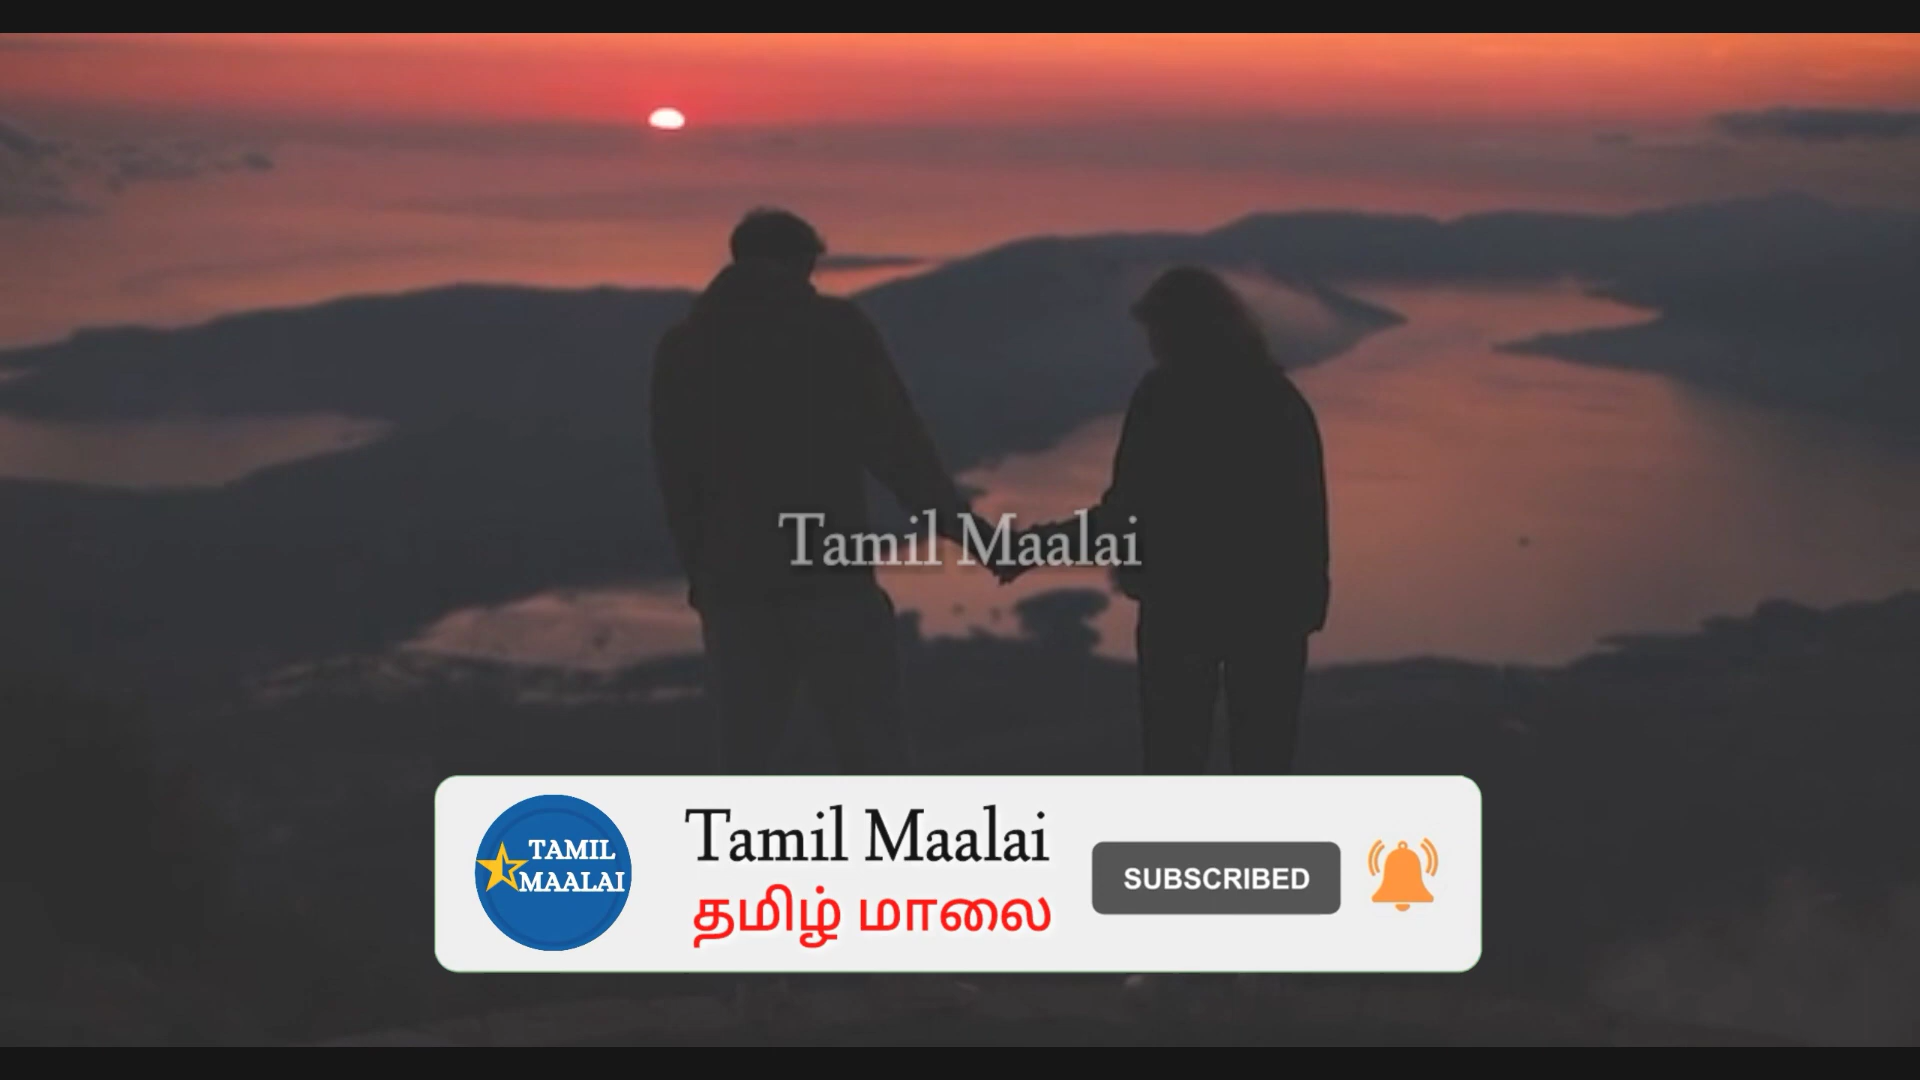 Tamil Maalai
TAMIL
MAALAI
Tamil Maalai
தமிழ் மாலை
SUBSCRIBED